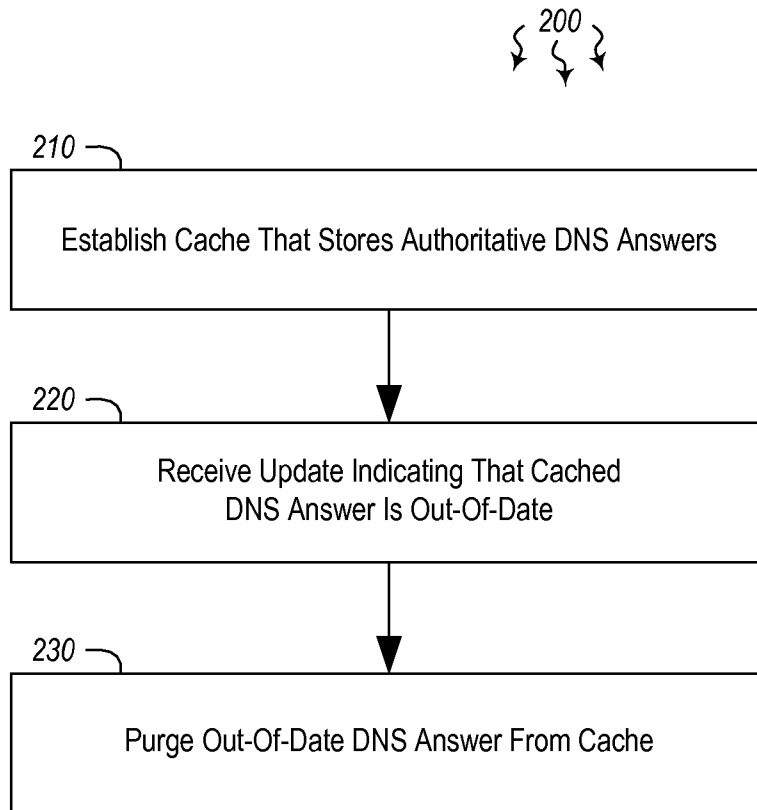 200
210
Establish Cache That Stores Authoritative DNS Answers
220
Receive Update Indicating That Cached
DNS Answer Is Out-Of-Date
230
Purge Out-Of-Date DNS Answer From Cache